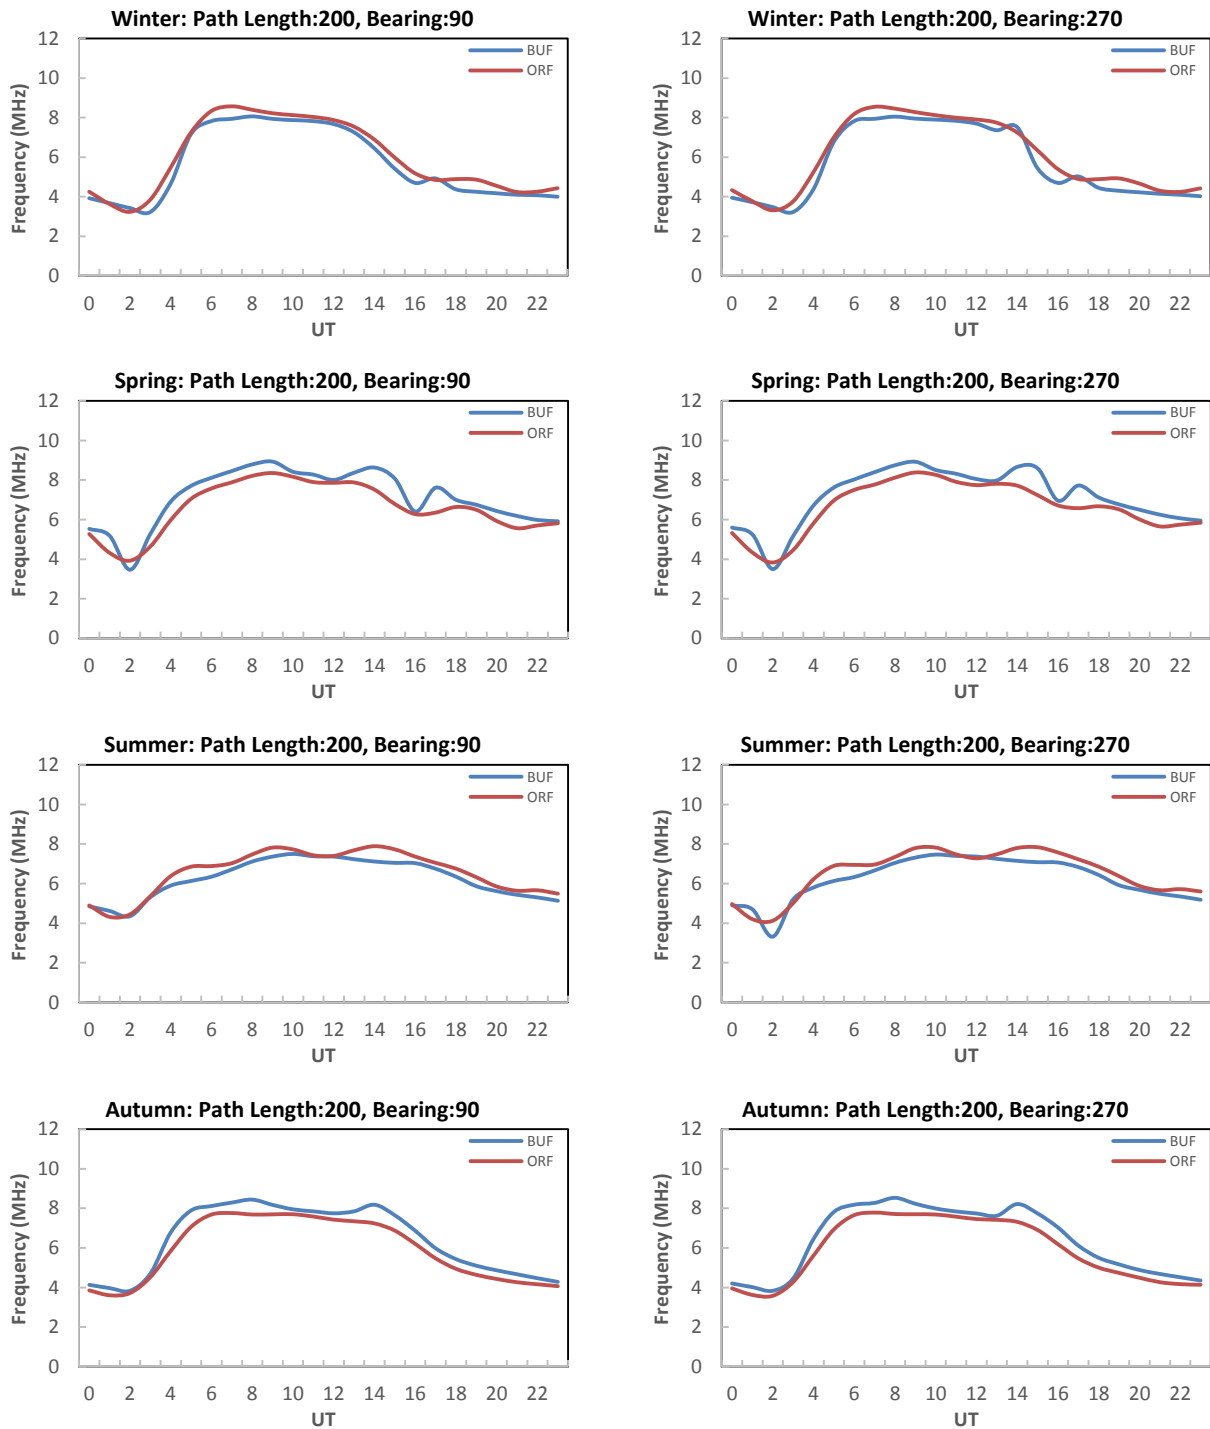 Winter: Path Length:200, Bearing:90
Frequency (MHz)
12
10
8
6
4
2
0
BUF
ORF
0 2 4 6 8 10 12 14 16 18 20 22
UT
Winter: Path Length:200, Bearing:270
Frequency (MHz)
12
10
8
6
4
2
0
BUF
ORF
0 2 4 6 8 10 12 14 16 18 20 22
UT
Spring: Path Length:200, Bearing:90
Frequency (MHz)
12
10
8
6
4
2
0
BUF
ORF
0 2 4 6 8 10 12 14 16 18 20 22
UT
Spring: Path Length:200, Bearing:270
Frequency (MHz)
12
10
8
6
4
2
0
BUF
ORF
0 2 4 6 8 10 12 14 16 18 20 22
UT
Summer: Path Length:200, Bearing:90
Frequency (MHz)
12
10
8
6
4
2
0
BUF
ORF
0 2 4 6 8 10 12 14 16 18 20 22
UT
Summer: Path Length:200, Bearing:270
Frequency (MHz)
12
10
8
6
4
2
0
BUF
ORF
0 2 4 6 8 10 12 14 16 18 20 22
UT
Autumn: Path Length:200, Bearing:90
Frequency (MHz)
12
10
8
6
4
2
0
BUF
ORF
0 2 4 6 8 10 12 14 16 18 20 22
UT
Autumn: Path Length:200, Bearing:270
Frequency (MHz)
12
10
8
6
4
2
0
BUF
ORF
0 2 4 6 8 10 12 14 16 18 20 22
UT